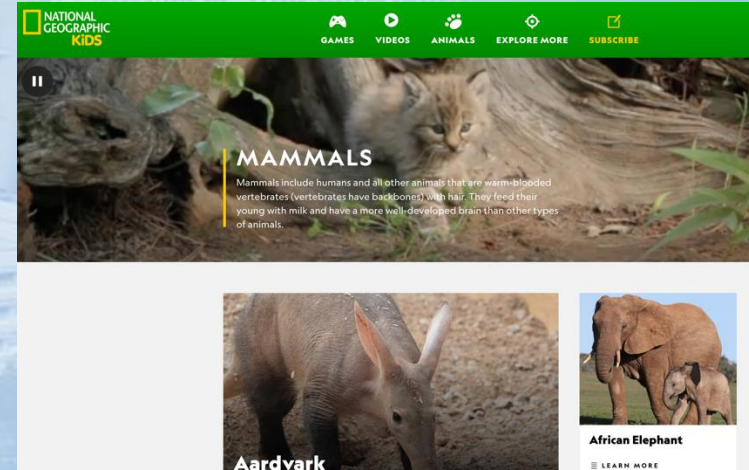 NATIONAL
GEOGRAPHIC
KiDS
GAMES VIDEOS ANIMALS EXPLORE MORE SUBSCRIBE
MAMMALS
Mammals include humans and all other animals that are warm-blooded
vertebrates (vertebrates have backbones) with hair. They feed their
young with milk and have a more well-developed brain than other types
of animals.
Aardvark
African Elephant
LEARN MORE